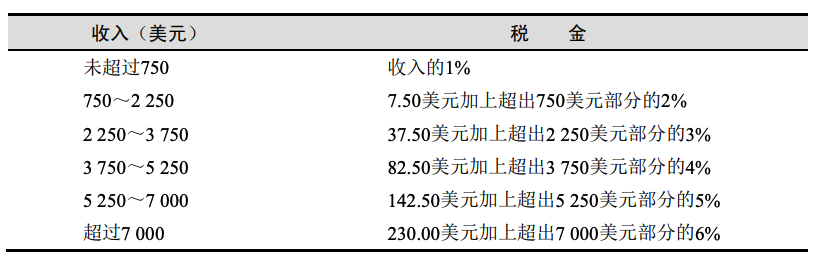 收入（美元） 税 金
未超过750 收入的1%
750～2 250 7.50美元加上超出750美元部分的2%
2 250～3 750 37.50美元加上超出2 250美元部分的3%
3 750～5 250 82.50美元加上超出3 750美元部分的4%
5 250～7 000 142.50美元加上超出5 250美元部分的5%
超过7 000 230.00美元加上超出7 000美元部分的6%